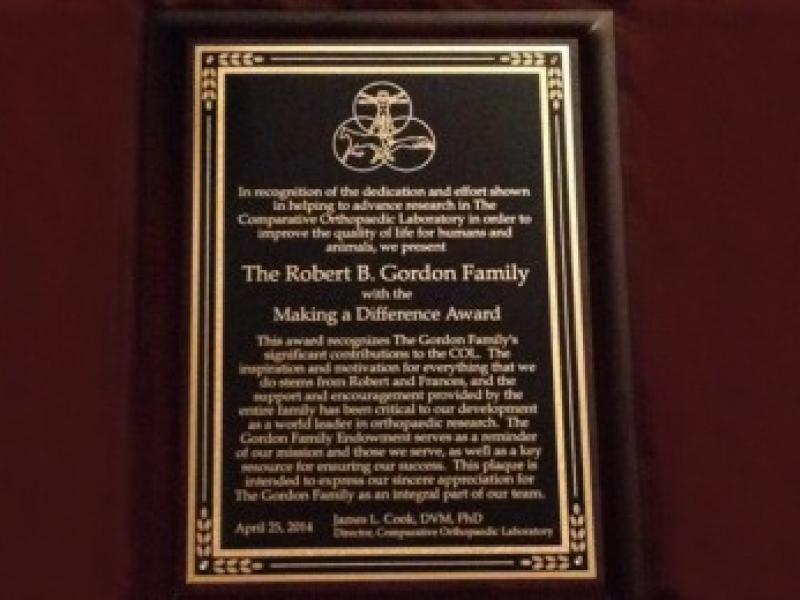 In recognition of the dedication and effort shown
in helping to advance research in The
Comparative Orthopaedic Laboratory in order to
improve the quality of life for humans and
animals, we present
The Robert B. Gordon Family
with the
Making a Difference Award
This award recognizes The Gordon Family's
significant contributions to the COL. The
inspiration and motivation for everything that we
do stems from Robert and Frances, and the
support and encouragement provided by the
entire family has been critical to our development
as a world leader in orthopaedic research. The
Gordon Family Endowment serves as a reminder
of our mission and those we serve, as well as a key
resource for ensuring our success. This plaque is
intended to express our sincere appreciation for
The Gordon Family as an integral part of our team.
April 25, 2014
James L. Cook, DVM, PhD
Director, Comparative Orthopaedic Laboratory